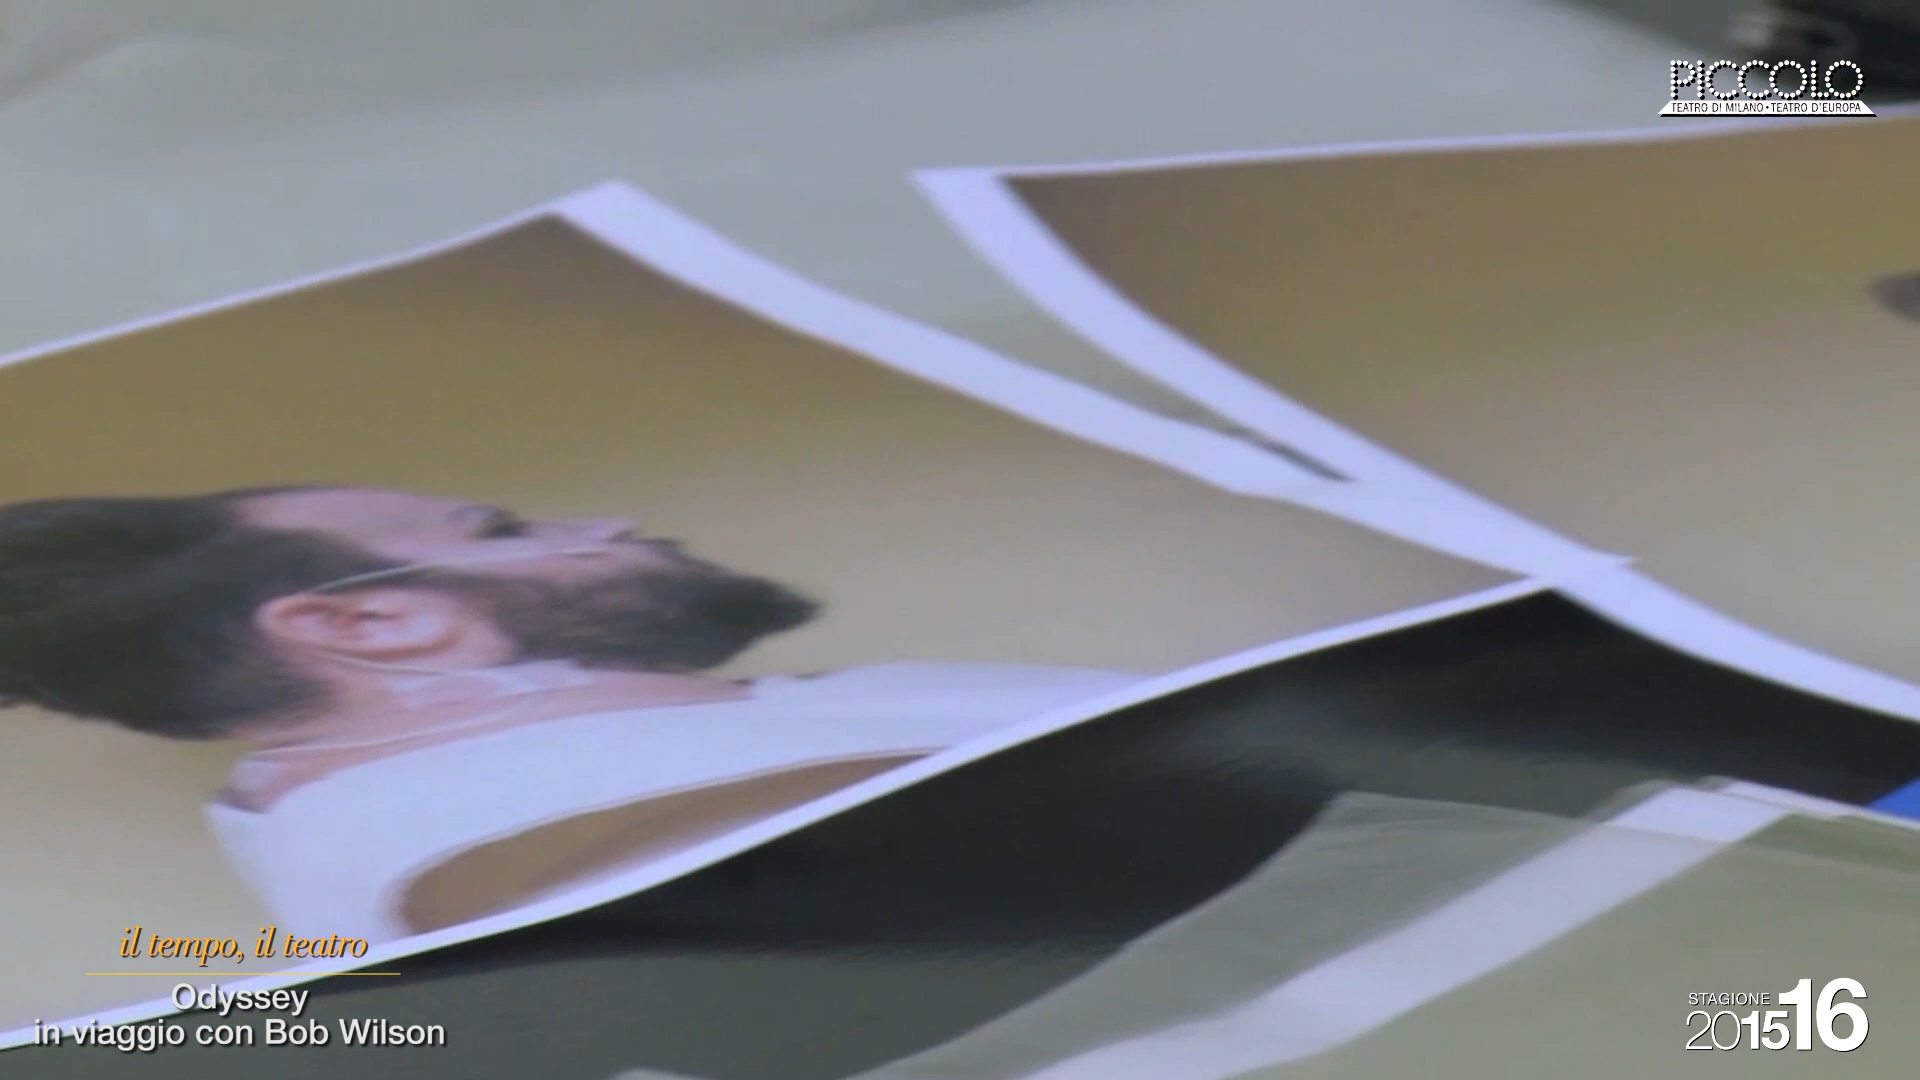 PiCCOLO
TEATRO DI MILANO • TEATRO D'EUROPA
il tempo, il teatro
Odyssey
in viaggio con Bob Wilson
STAGIONE
201516